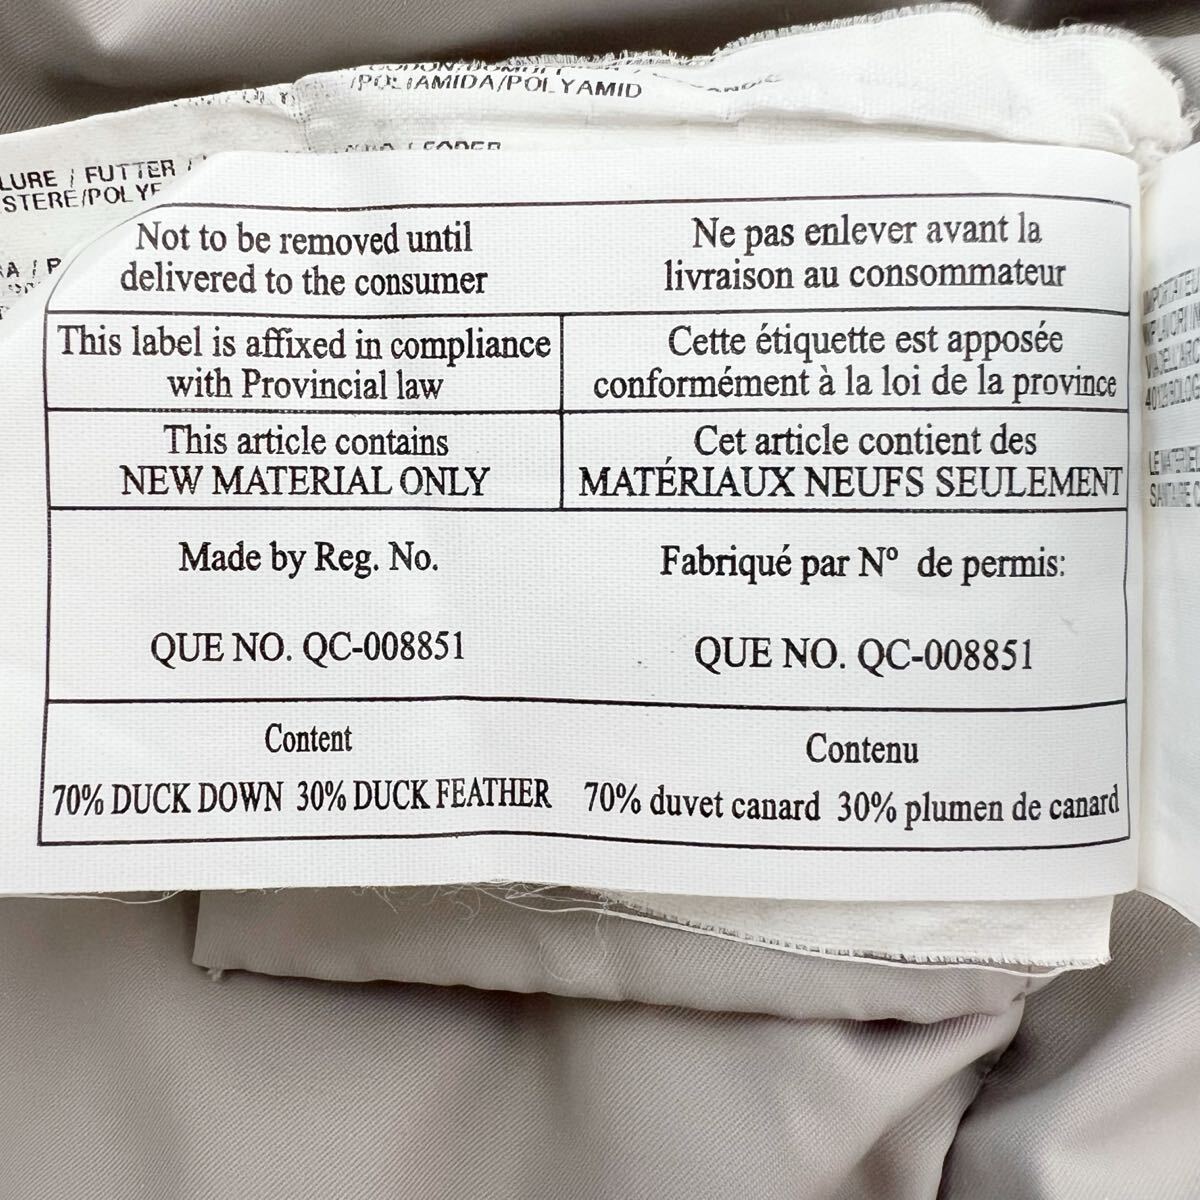 /POLIAMIDA/POLYAMID
LURE / FUTTER /
STERE/POLYE
Not to be removed until
delivered to the consumer
Ne pas enlever avant la
livraison au consommateur
This label is affixed in compliance
with Provincial law
Cette étiquette est apposée
conformément à la loi de la province
This article contains
NEW MATERIAL ONLY
Cet article contient des
MATÉRIAUX NEUFS SEULEMENT
Made by Reg. No.
QUE NO. QC-008851
Fabriqué par Nº de permis:
QUE NO. QC-008851
Content
70% DUCK DOWN 30% DUCK FEATHER
Contenu
70% duvet canard 30% plumen de canard